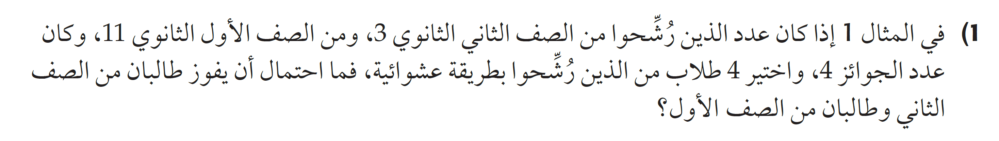 1) في المثال 1 إذا كان عدد الذين رُشِّحوا من الصف الثاني الثانوي 3، ومن الصف الأول الثانوي 11، وكان
عدد الجوائز 4، واختير 4 طلاب من الذين رُشِّحوا بطريقة عشوائية، فما احتمال أن يفوز طالبان من الصف
الثاني وطالبان من الصف الأول؟